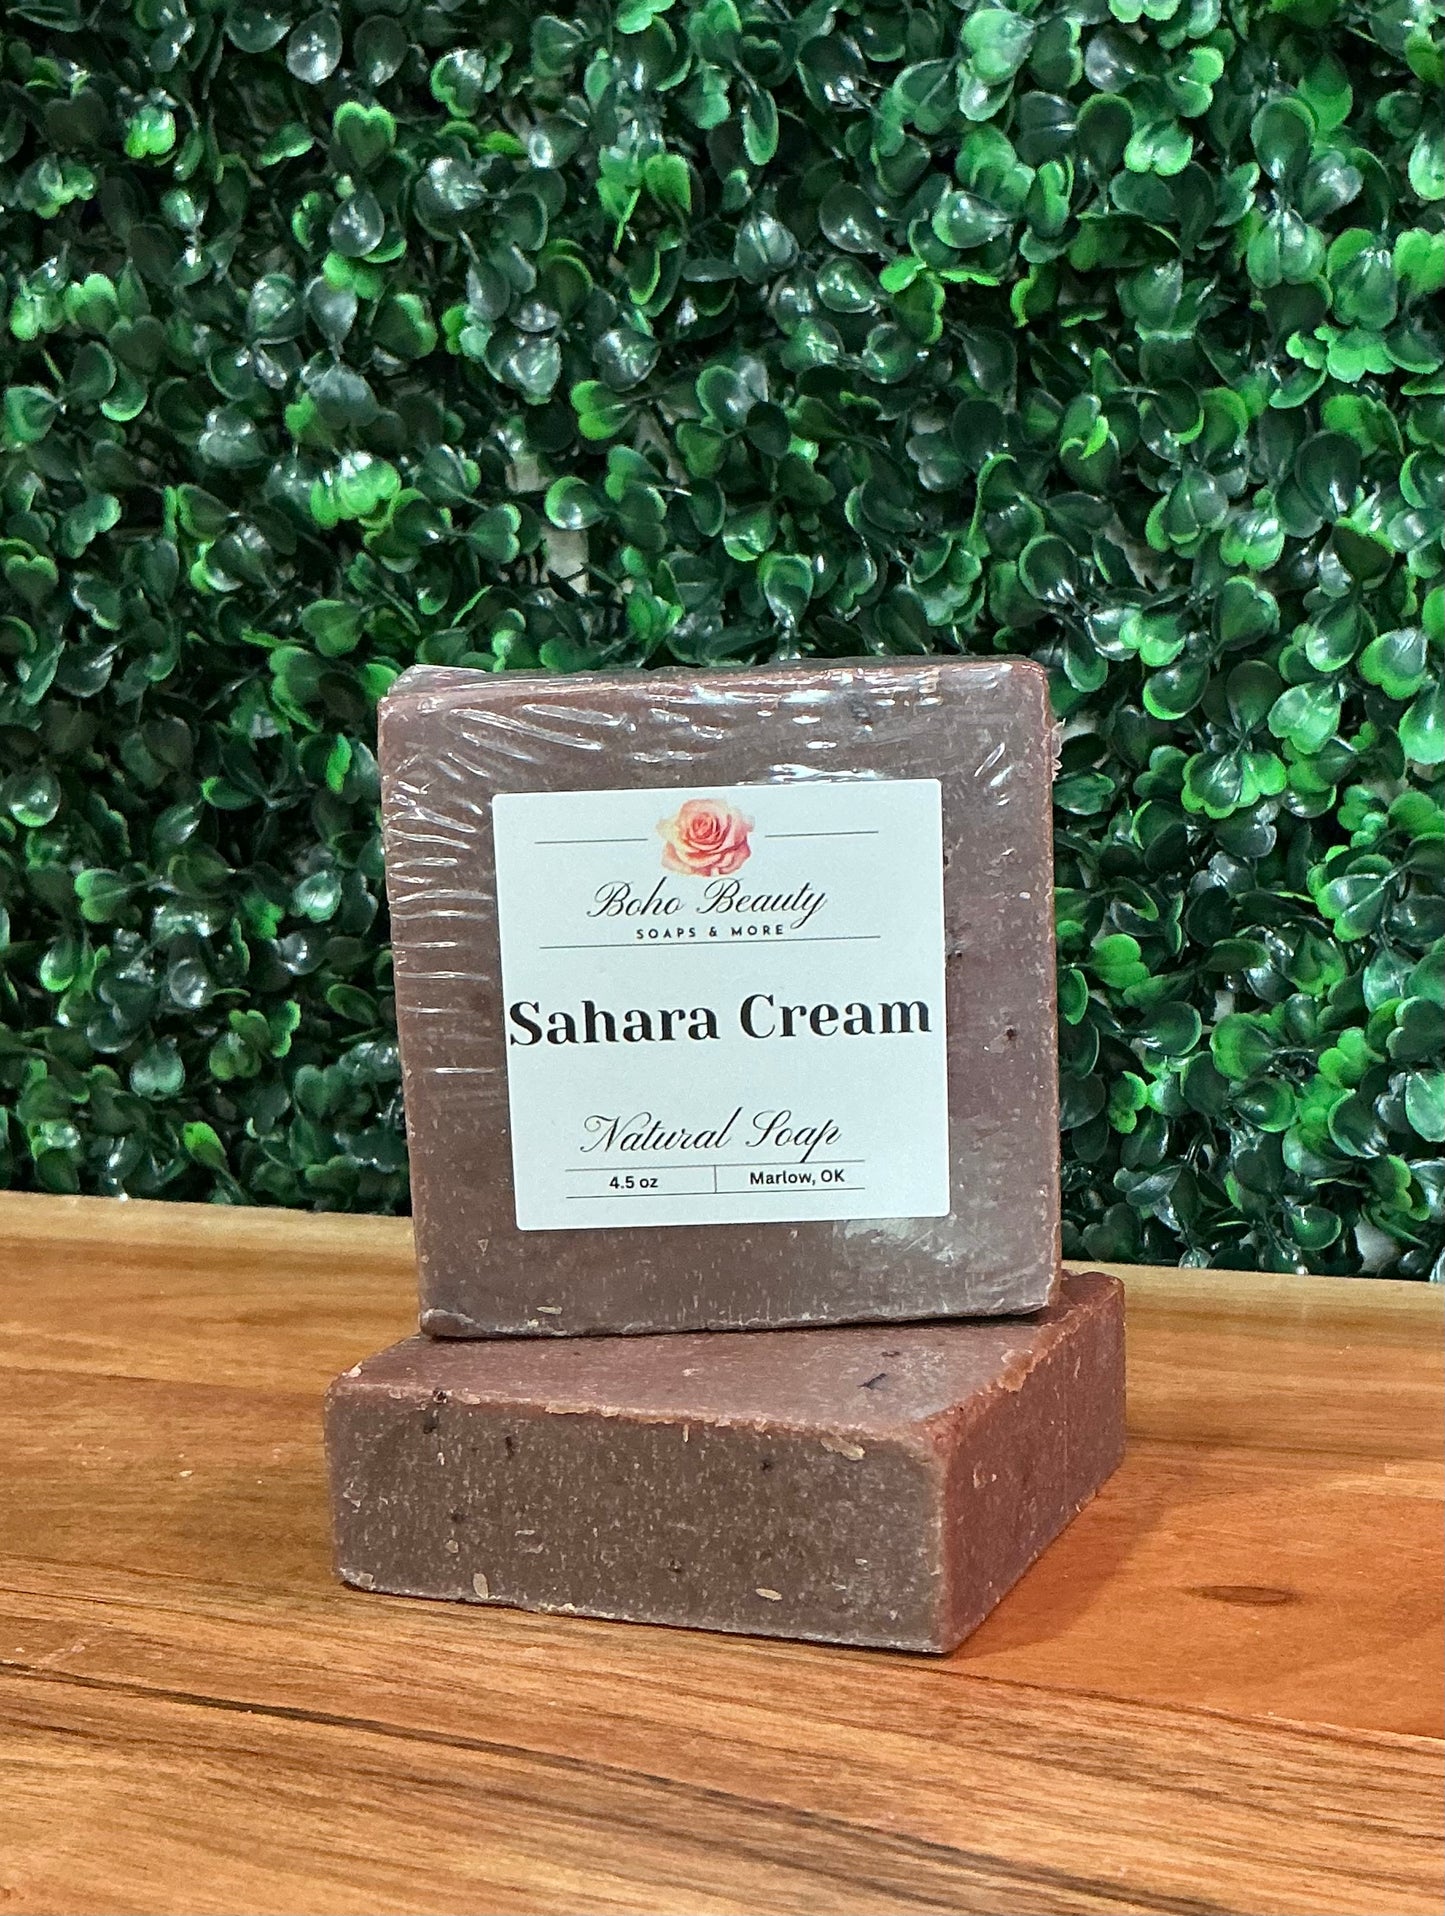 Boho Beauty
SOAPS & MORE
Sahara Cream
Natural Soap
4.5 oz Marlow, OK